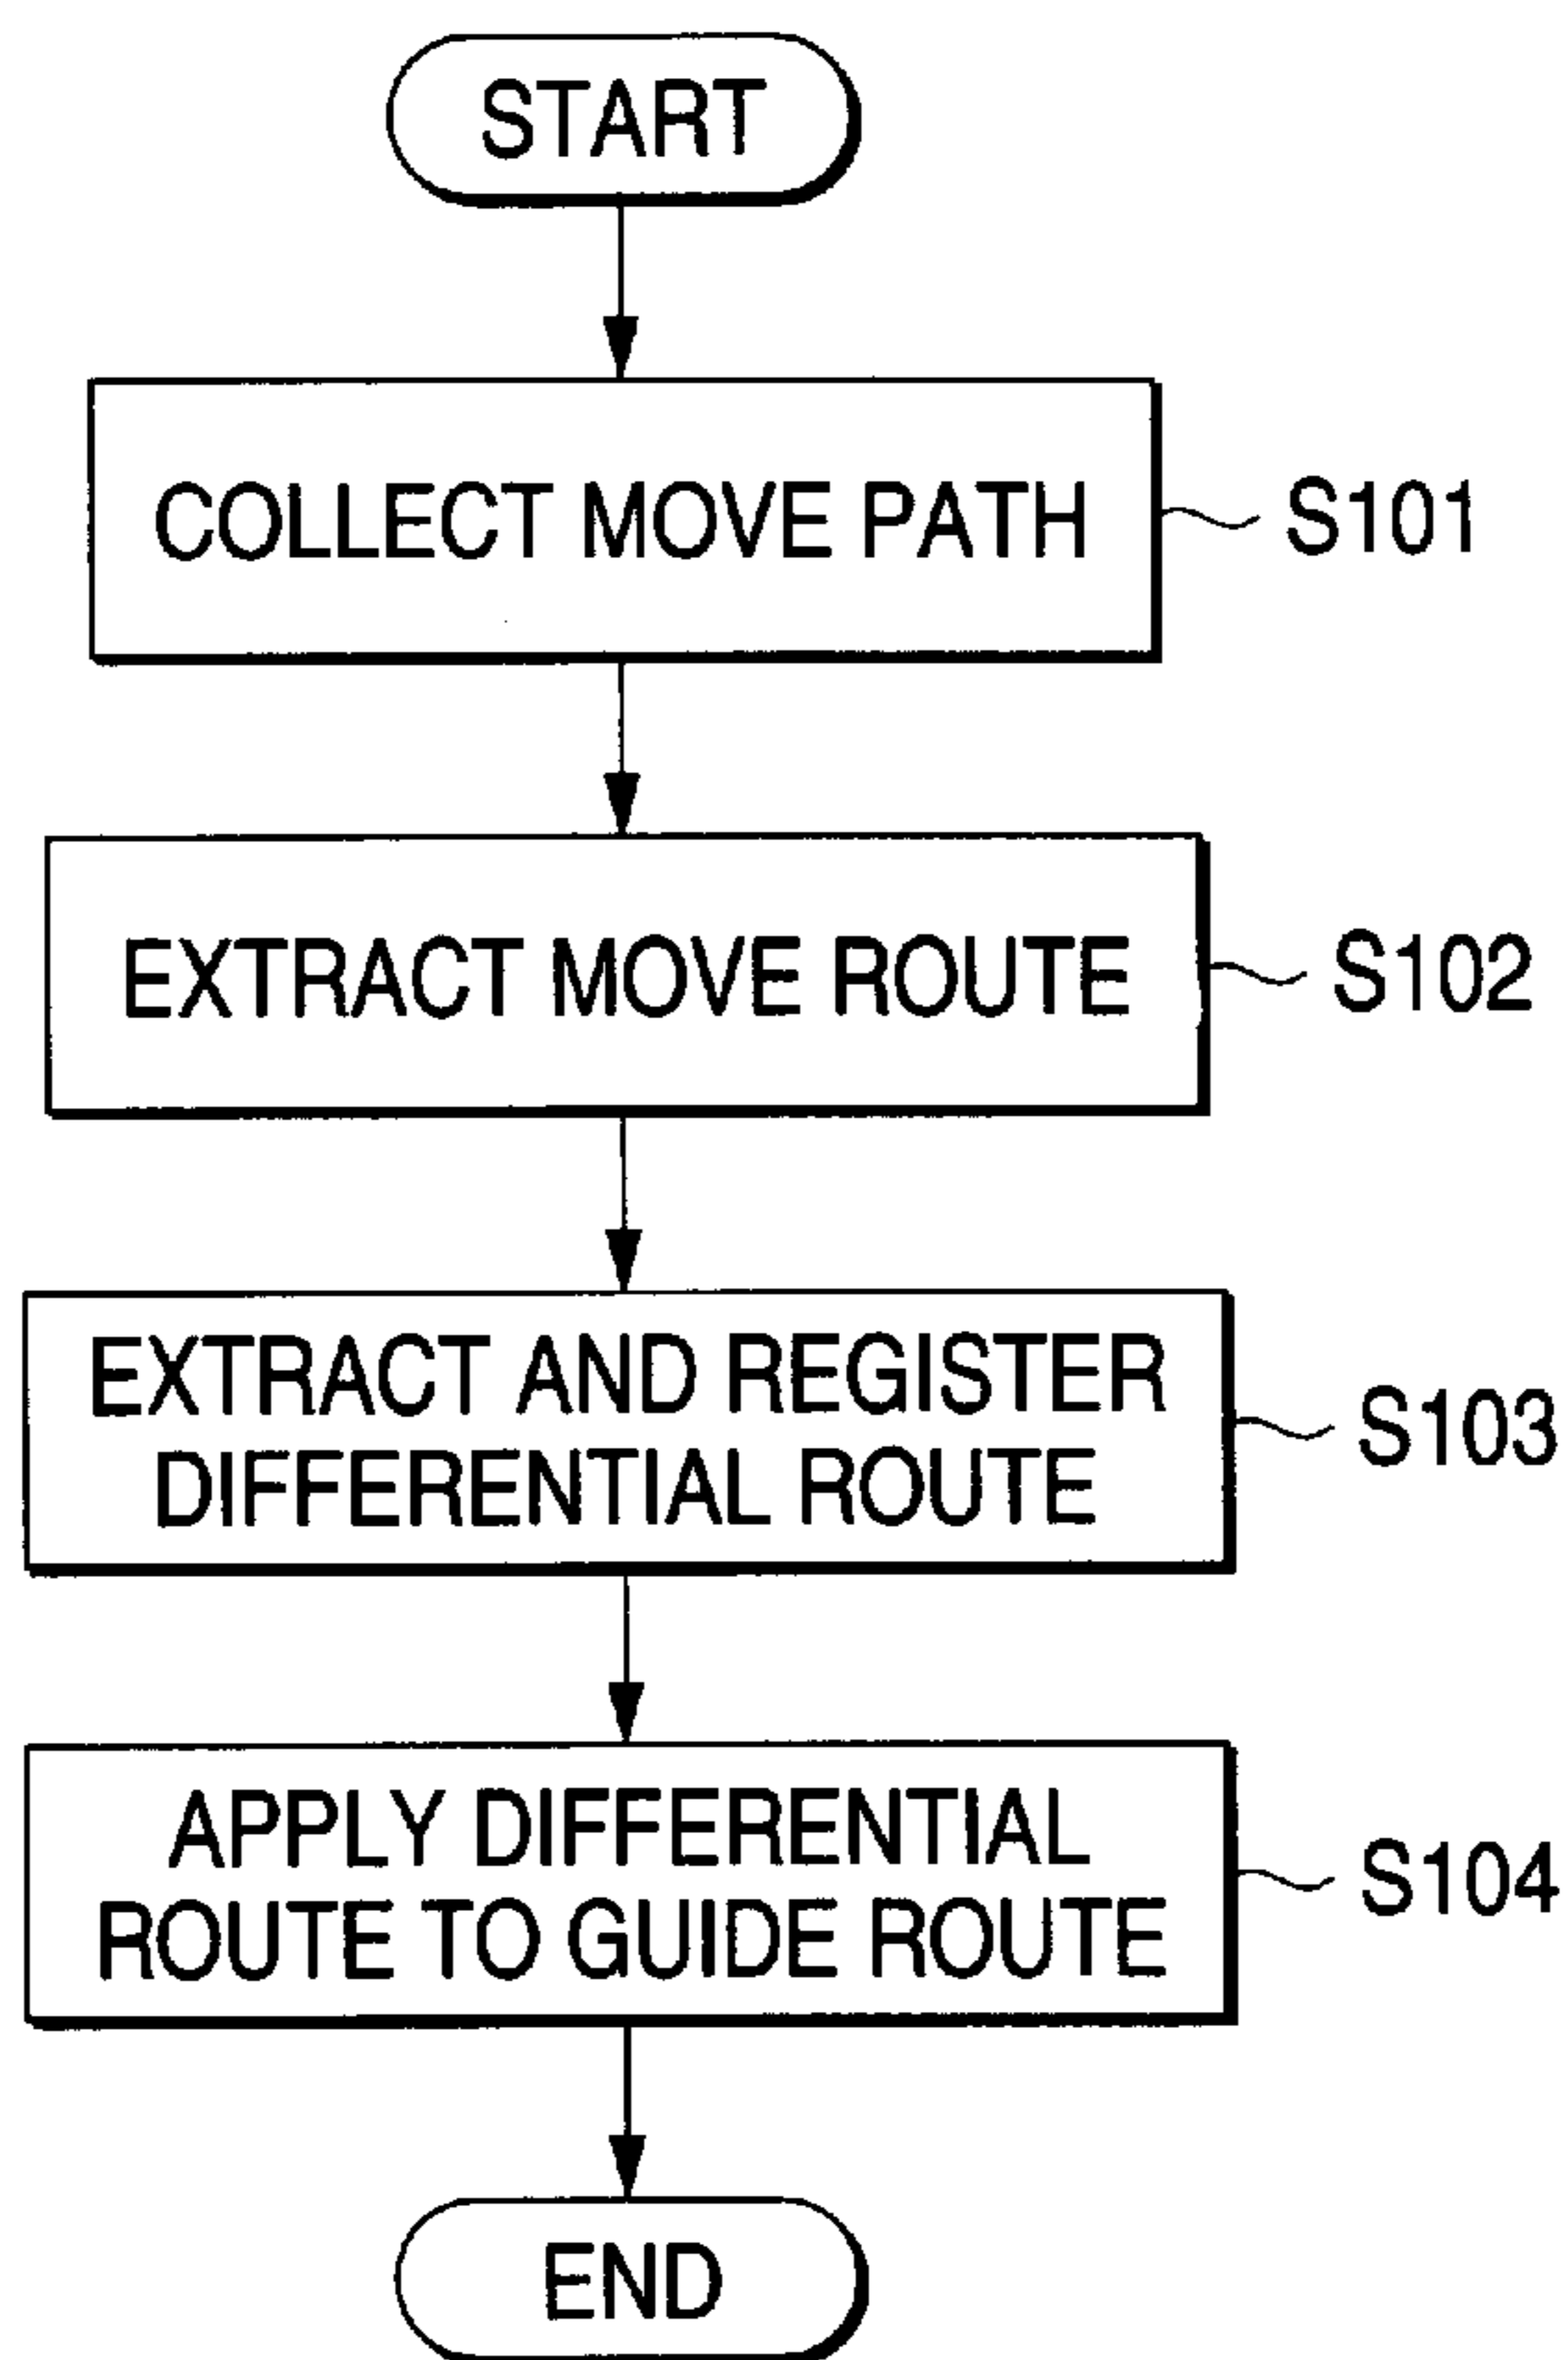 START
COLLECT MOVE PATH
S101
EXTRACT MOVE ROUTE
S102
EXTRACT AND REGISTER
DIFFERENTIAL ROUTE
S103
APPLY DIFFERENTIAL
ROUTE TO GUIDE ROUTE
S104
END